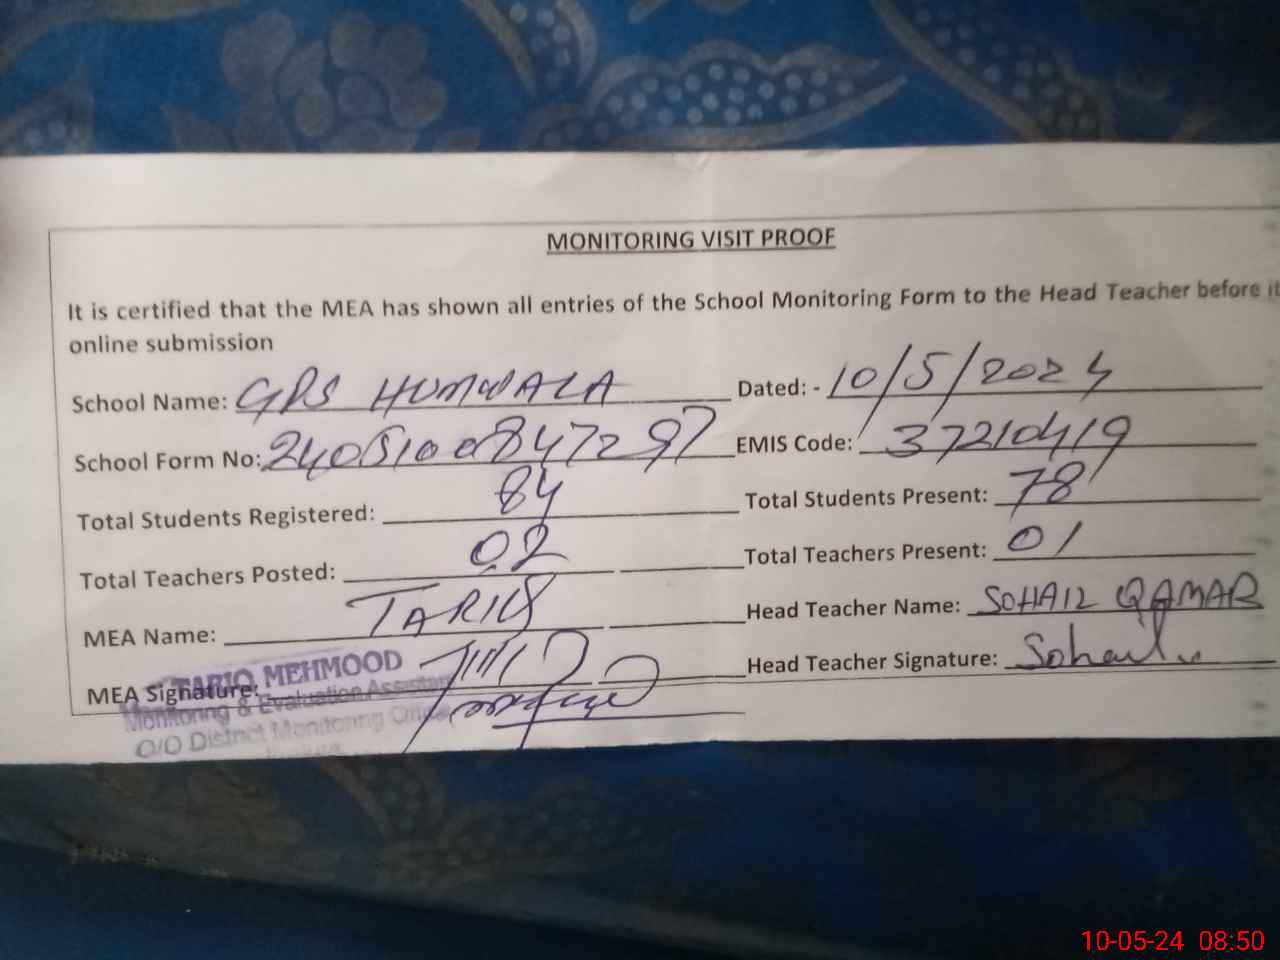 MONITORING VISIT PROOF
It is certified that the MEA has shown all entries of the School Monitoring Form to the Head Teacher before it
online submission
School Name: GPS HUMWALA Dated: - 10/5/2024
School Form No: 240510084727297 EMIS Code: 37210419
Total Students Registered: 84 Total Students Present: 78
Total Teachers Posted: 02 Total Teachers Present: 01
MEA Name: TARIQ Head Teacher Name: SOHAIL QAMAR
MEA Signature: Head Teacher Signature: Sohail
TARIQ MEHMOOD
Monitoring & Evaluation Assistant
O/O District Monitoring Office
10-05-24 08:50